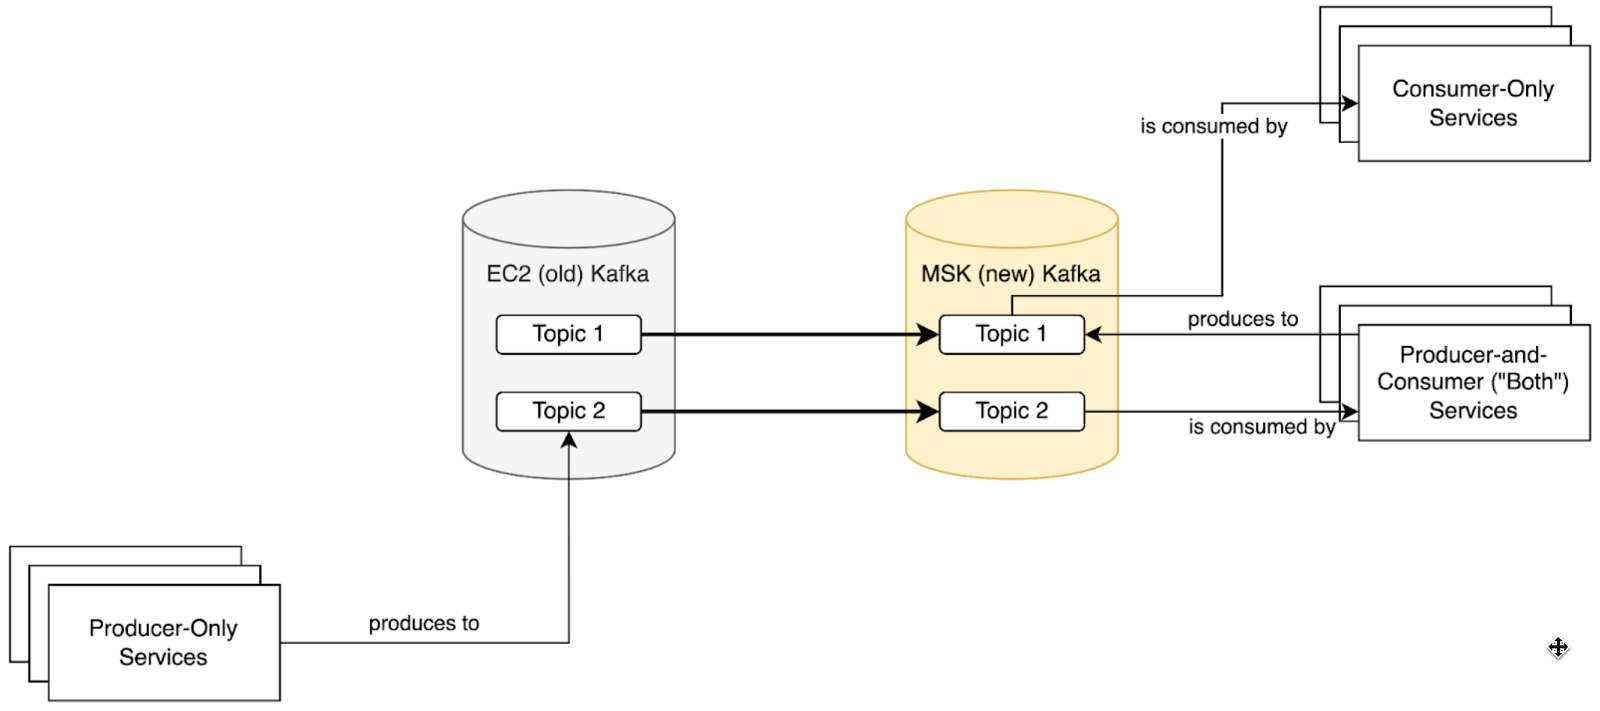 Consumer-Only
Services
is consumed by
EC2 (old) Kafka
MSK (new) Kafka
Topic 1
Topic 1
produces to
Producer-and-
Consumer ("Both")
Services
Topic 2
Topic 2
is consumed by
produces to
Producer-Only
Services